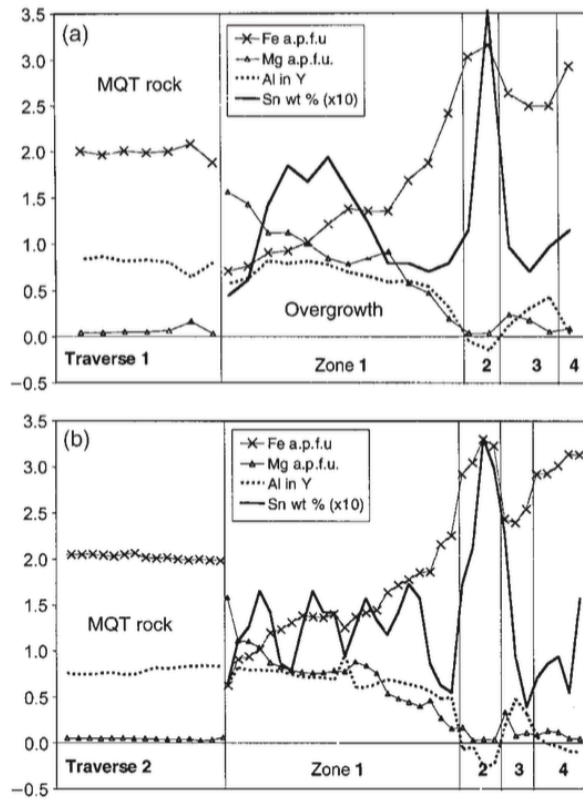 (a)
Fe a.p.f.u
Mg a.p.f.u.
Al in Y
Sn wt % (x10)
MQT rock
Overgrowth
3.5
3.0
2.5
2.0
1.5
1.0
0.5
0.0
−0.5
Traverse 1
Zone 1
2
3
4
(b)
Fe a.p.f.u
Mg a.p.f.u.
Al in Y
Sn wt % (x10)
MQT rock
3.5
3.0
2.5
2.0
1.5
1.0
0.5
0.0
−0.5
Traverse 2
Zone 1
2
3
4